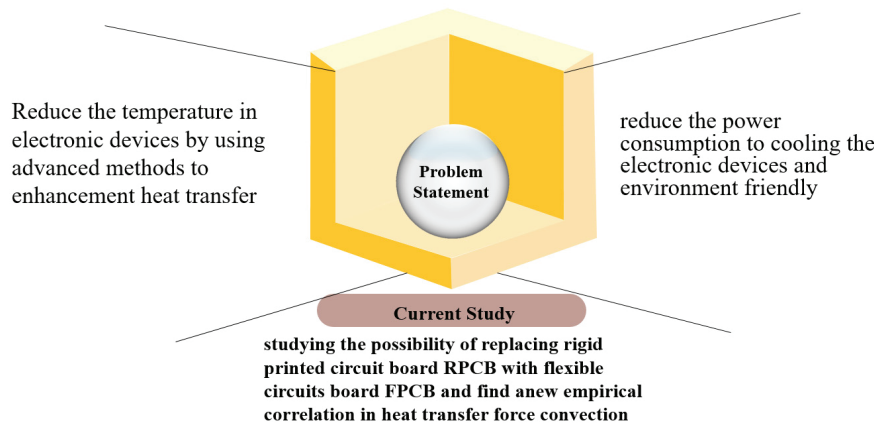 Reduce the temperature in
electronic devices by using
advanced methods to
enhancement heat transfer
Problem
Statement
reduce the power
consumption to cooling the
electronic devices and
environment friendly
Current Study
studying the possibility of replacing rigid
printed circuit board RPCB with flexible
circuits board FPCB and find anew empirical
correlation in heat transfer force convection